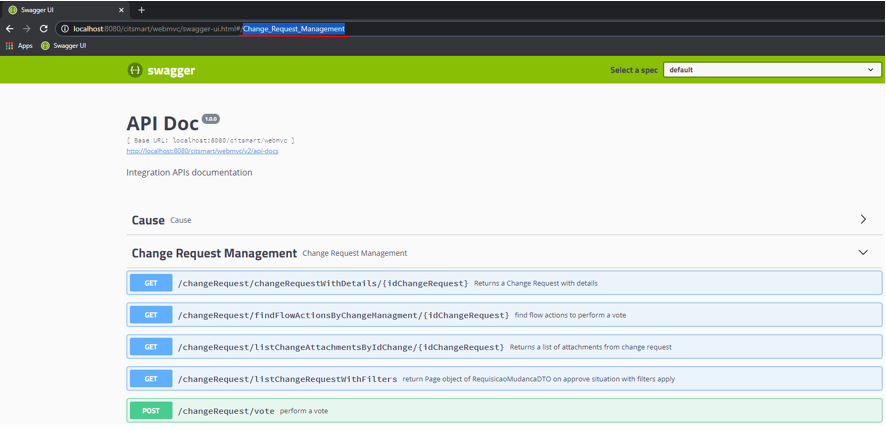 Swagger UI
localhost:8080/citsmart/webmvc/swagger-ui.html#/Change_Request_Management
Apps Swagger UI
swagger Select a spec default
API Doc 1.0.0
[ Base URL: localhost:8080/citsmart/webmvc ]
http://localhost:8080/citsmart/webmvc/v2/api-docs
Integration APIs documentation
Cause Cause
Change Request Management Change Request Management
GET /changeRequest/changeRequestWithDetails/{idChangeRequest} Returns a Change Request with details
GET /changeRequest/findFlowActionsByChangeManagment/{idChangeRequest} find flow actions to perform a vote
GET /changeRequest/listChangeAttachmentsByIdChange/{idChangeRequest} Returns a list of attachments from change request
GET /changeRequest/listChangeRequestWithFilters return Page object of RequisicaoMudancaDTO on approve situation with filters apply
POST /changeRequest/vote perform a vote